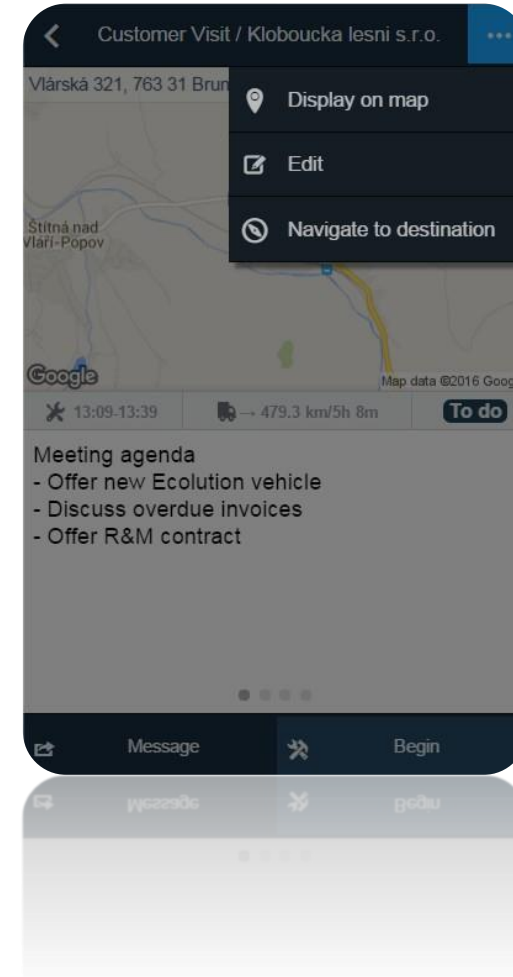 Customer Visit / Kloboucka lesni s.r.o.
Vlárská 321, 763 31 Brun
Display on map
Edit
Navigate to destination
Štítná nad
Vláří-Popov
Google
Map data ©2016 Goog
13:09-13:39
→ 479.3 km/5h 8m
To do
Meeting agenda
- Offer new Ecolution vehicle
- Discuss overdue invoices
- Offer R&M contract
Message
Begin